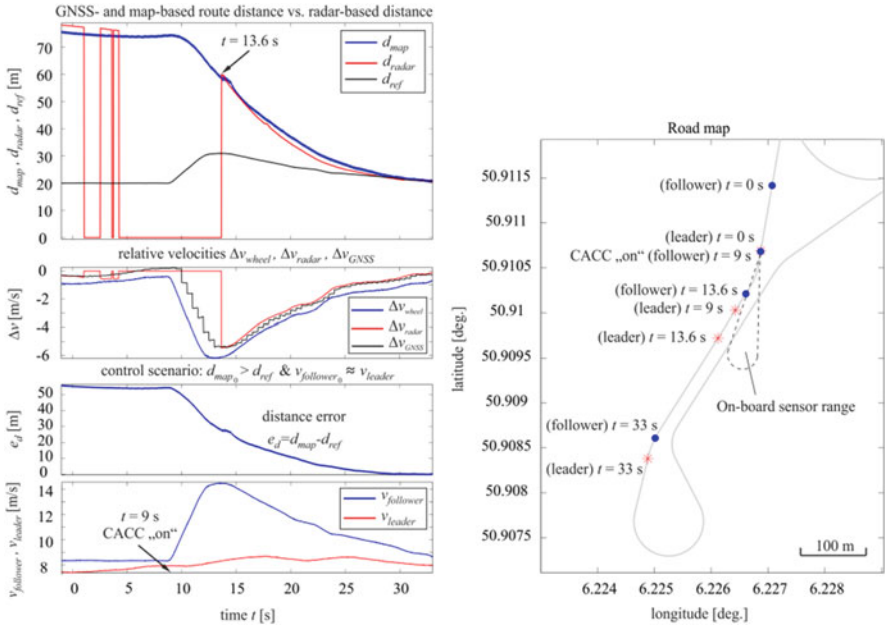 GNSS- and map-based route distance vs. radar-based distance
d_map, d_radar, d_ref [m]
70
60
50
40
30
20
10
0
t = 13.6 s
d_map
d_radar
d_ref
relative velocities Δv_wheel, Δv_radar, Δv_GNSS
Δv [m/s]
0
-2
-4
-6
Δv_wheel
Δv_radar
Δv_GNSS
control scenario: d_map_0 > d_ref & v_follower_0 ≈ v_leader
e_d [m]
50
40
30
20
10
0
distance error
e_d=d_map-d_ref
v_follower, v_leader [m/s]
14
12
10
8
t = 9 s
CACC „on“
v_follower
v_leader
0 5 10 15 20 25 30
time t [s]
Road map
latitude [deg.]
50.9115
50.911
50.9105
50.91
50.9095
50.909
50.9085
50.908
50.9075
(follower) t = 0 s
(leader) t = 0 s
CACC „on“ (follower) t = 9 s
(follower) t = 13.6 s
(leader) t = 9 s
(leader) t = 13.6 s
On-board sensor range
(follower) t = 33 s
(leader) t = 33 s
100 m
6.224 6.225 6.226 6.227 6.228
longitude [deg.]